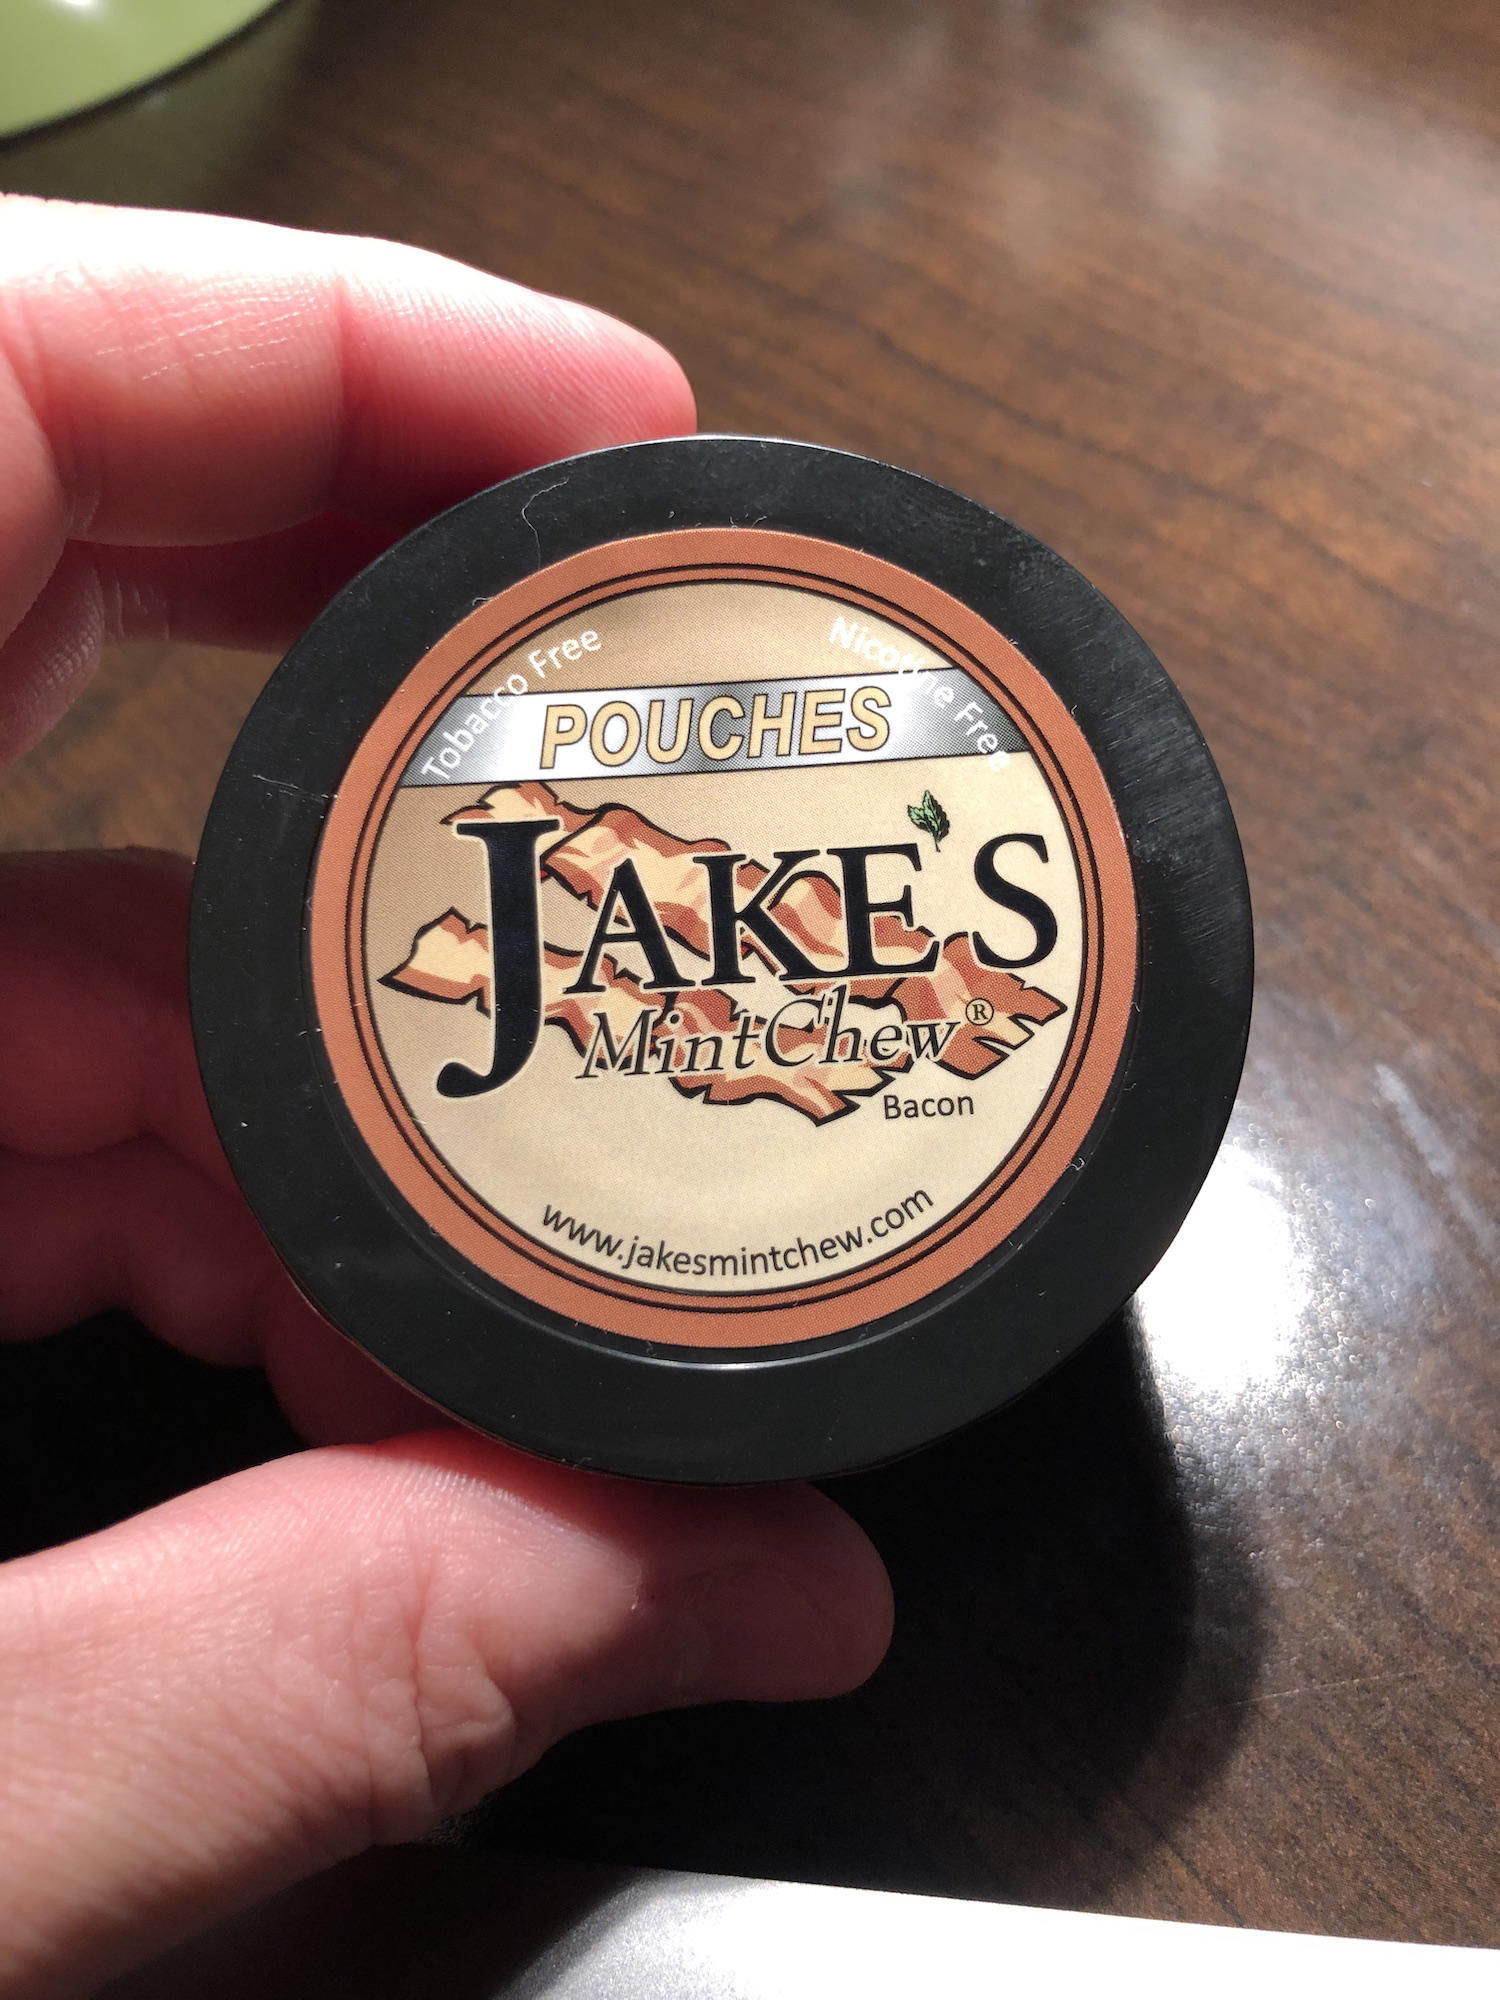 Tobacco Free
Nicotine Free
POUCHES
JAKE'S
MintChew®
Bacon
www.jakesmintchew.com